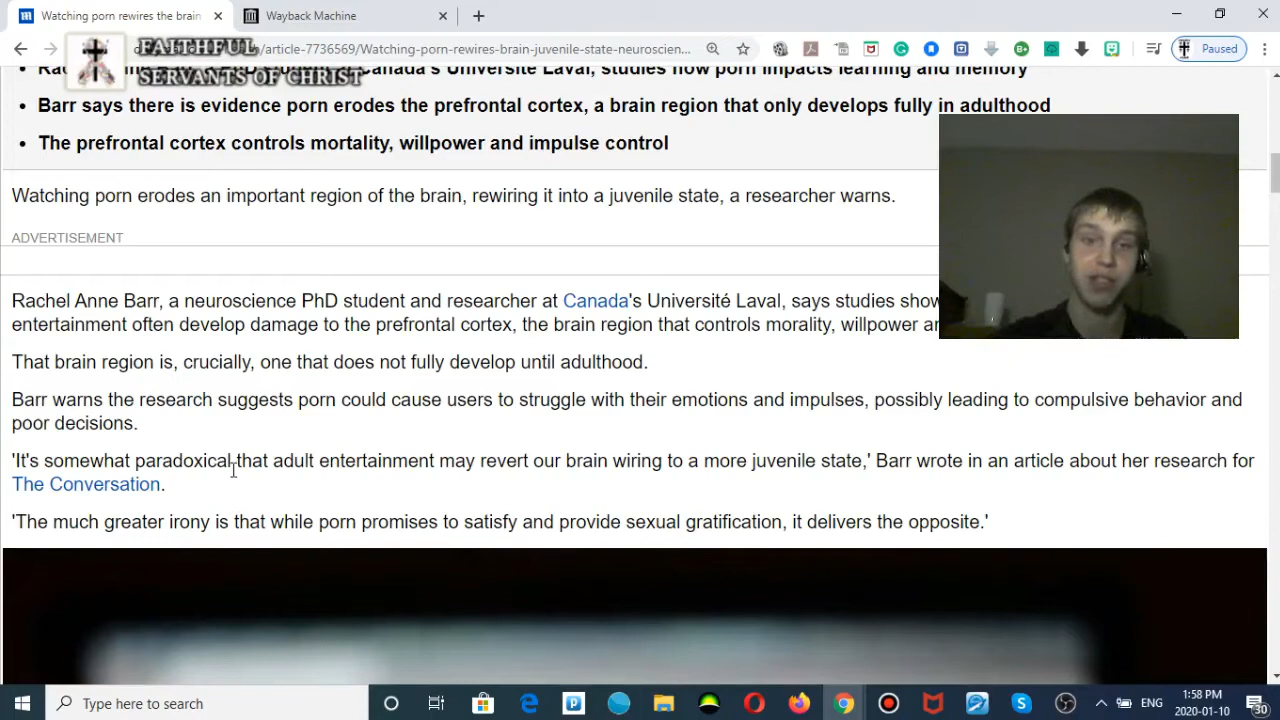 Watching porn rewires the brain
Wayback Machine
article-7736569/Watching-porn-rewires-brain-juvenile-state-neuroscien...
Paused
FAITHFUL
SERVANTS OF CHRIST
Canada's Université Laval, studies how porn impacts learning and memory
• Barr says there is evidence porn erodes the prefrontal cortex, a brain region that only develops fully in adulthood
• The prefrontal cortex controls mortality, willpower and impulse control
Watching porn erodes an important region of the brain, rewiring it into a juvenile state, a researcher warns.
ADVERTISEMENT
Rachel Anne Barr, a neuroscience PhD student and researcher at Canada's Université Laval, says studies show
entertainment often develop damage to the prefrontal cortex, the brain region that controls morality, willpower
That brain region is, crucially, one that does not fully develop until adulthood.
Barr warns the research suggests porn could cause users to struggle with their emotions and impulses, possibly leading to compulsive behavior and
poor decisions.
'It's somewhat paradoxical that adult entertainment may revert our brain wiring to a more juvenile state,' Barr wrote in an article about her research for
The Conversation.
'The much greater irony is that while porn promises to satisfy and provide sexual gratification, it delivers the opposite.'
Type here to search
ENG
1:58 PM
2020-01-10
30